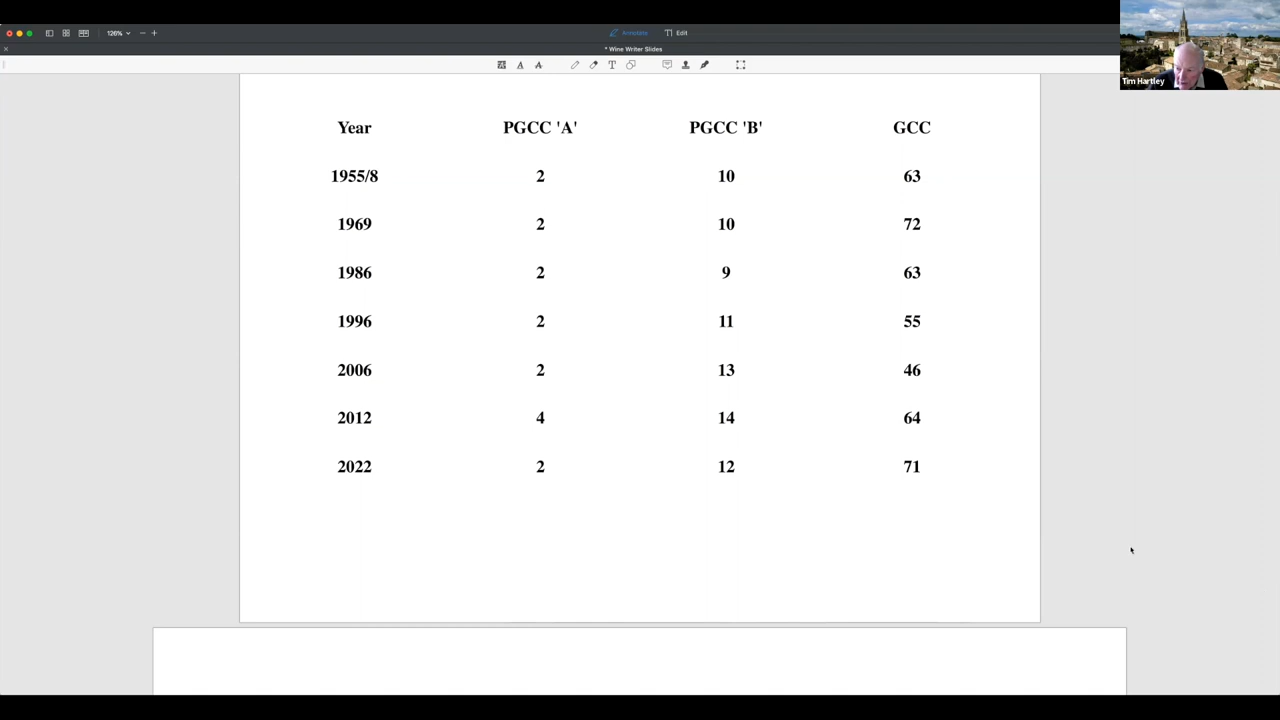 126%
Annotate
Edit
* Wine Writer Slides
Tim Hartley
Year PGCC 'A' PGCC 'B' GCC
1955/8 2 10 63
1969 2 10 72
1986 2 9 63
1996 2 11 55
2006 2 13 46
2012 4 14 64
2022 2 12 71